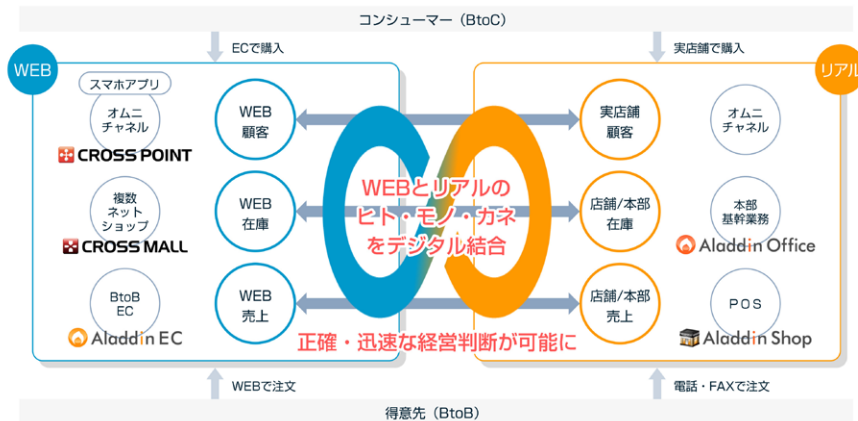 コンシューマー（BtoC）
ECで購入
実店舗で購入
WEB
リアル
スマホアプリ
オムニ
チャネル
CROSS POINT
WEB
顧客
実店舗
顧客
オムニ
チャネル
複数
ネット
ショップ
CROSS MALL
WEB
在庫
WEBとリアルの
ヒト・モノ・カネ
をデジタル結合
店舗/本部
在庫
本部
基幹業務
Aladdin Office
BtoB
EC
Aladdin EC
WEB
売上
店舗/本部
売上
POS
Aladdin Shop
正確・迅速な経営判断が可能に
WEBで注文
電話・FAXで注文
得意先（BtoB）